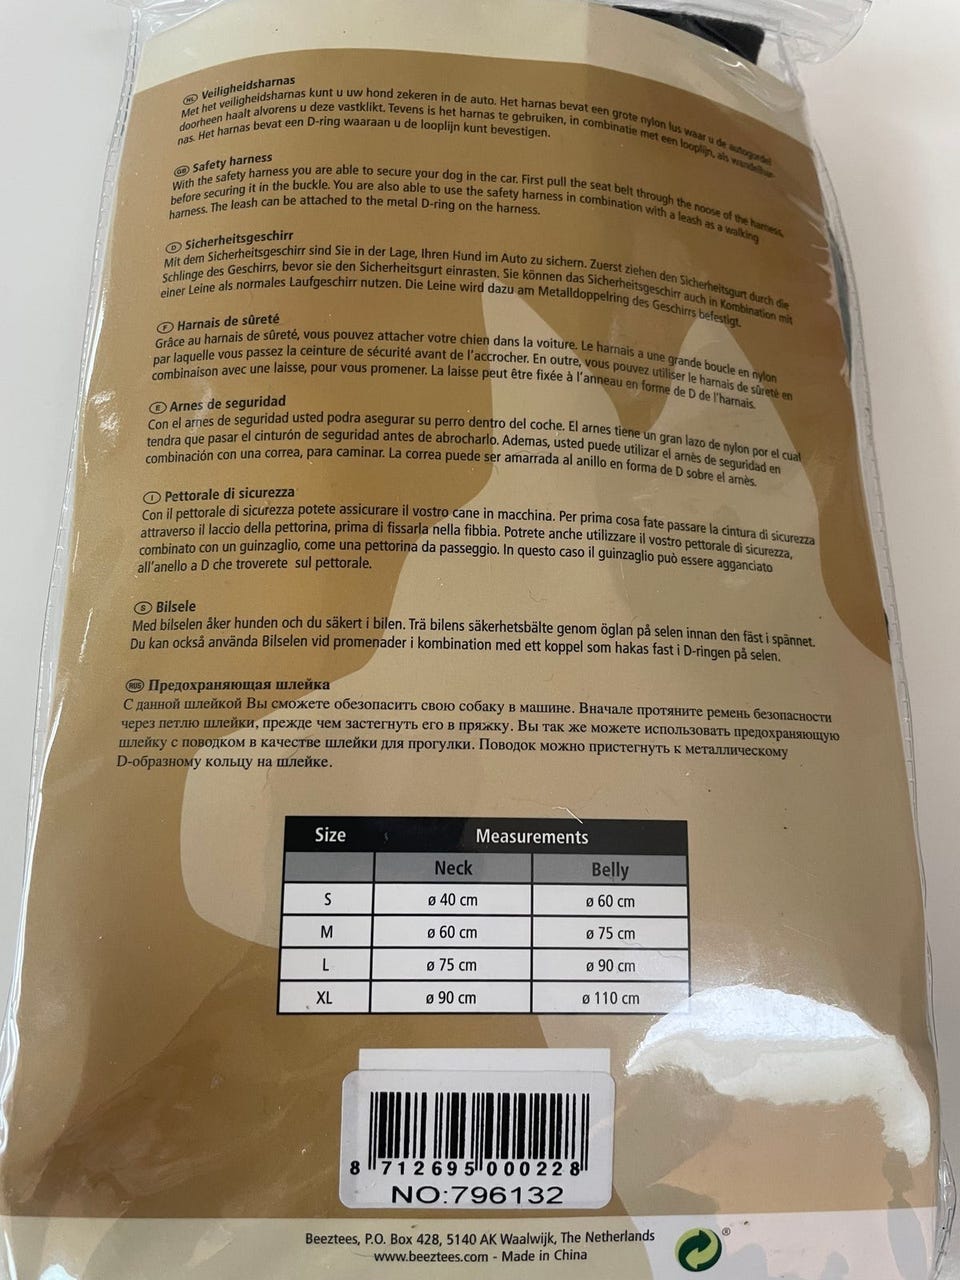 NL Veiligheidsharnas
Met het veiligheidsharnas kunt u uw hond zekeren in de auto. Het harnas bevat een grote nylon lus waar u de autogordel
doorheen haalt alvorens u deze vastklikt. Tevens is het harnas te gebruiken, in combinatie met een looplijn, als wandelhar-
nas. Het harnas bevat een D-ring waaraan u de looplijn kunt bevestigen.
GB Safety harness
With the safety harness you are able to secure your dog in the car. First pull the seat belt through the noose of the harness,
before securing it in the buckle. You are also able to use the safety harness in combination with a leash as a walking
harness. The leash can be attached to the metal D-ring on the harness.
D Sicherheitsgeschirr
Mit dem Sicherheitsgeschirr sind Sie in der Lage, Ihren Hund im Auto zu sichern. Zuerst ziehen den Sicherheitsgurt durch die
Schlinge des Geschirrs, bevor sie den Sicherheitsgurt einrasten. Sie können das Sicherheitsgeschirr auch in Kombination mit
einer Leine als normales Laufgeschirr nutzen. Die Leine wird dazu am Metalldoppelring des Geschirrs befestigt.
F Harnais de sûreté
Grâce au harnais de sûreté, vous pouvez attacher votre chien dans la voiture. Le harnais a une grande boucle en nylon
par laquelle vous passez la ceinture de sécurité avant de l'accrocher. En outre, vous pouvez utiliser le harnais de sûreté en
combinaison avec une laisse, pour vous promener. La laisse peut être fixée à l'anneau en forme de D de l'harnais.
E Arnes de seguridad
Con el arnes de seguridad usted podra asegurar su perro dentro del coche. El arnes tiene un gran lazo de nylon por el cual
tendra que pasar el cinturón de seguridad antes de abrocharlo. Ademas, usted puede utilizar el arnès de seguridad en
combinación con una correa, para caminar. La correa puede ser amarrada al anillo en forma de D sobre el arnès.
I Pettorale di sicurezza
Con il pettorale di sicurezza potete assicurare il vostro cane in macchina. Per prima cosa fate passare la cintura di sicurezza
attraverso il laccio della pettorina, prima di fissarla nella fibbia. Potrete anche utilizzare il vostro pettorale di sicurezza,
combinato con un guinzaglio, come una pettorina da passeggio. In questo caso il guinzaglio può essere agganciato
all'anello a D che troverete sul pettorale.
S Bilsele
Med bilselen åker hunden och du säkert i bilen. Trä bilens säkerhetsbälte genom öglan på selen innan den fäst i spännet.
Du kan också använda Bilselen vid promenader i kombination med ett koppel som hakas fast i D-ringen på selen.
RUS Предохраняющая шлейка
С данной шлейкой Вы сможете обезопасить свою собаку в машине. Вначале протяните ремень безопасности
через петлю шлейки, прежде чем застегнуть его в пряжку. Вы так же можете использовать предохраняющую
шлейку с поводком в качестве шлейки для прогулки. Поводок можно пристегнуть к металлическому
D-образному кольцу на шлейке.
Size Measurements
Neck Belly
S ø 40 cm ø 60 cm
M ø 60 cm ø 75 cm
L ø 75 cm ø 90 cm
XL ø 90 cm ø 110 cm
8 712695 000228
NO:796132
Beeztees, P.O. Box 428, 5140 AK Waalwijk, The Netherlands
www.beeztees.com - Made in China
®